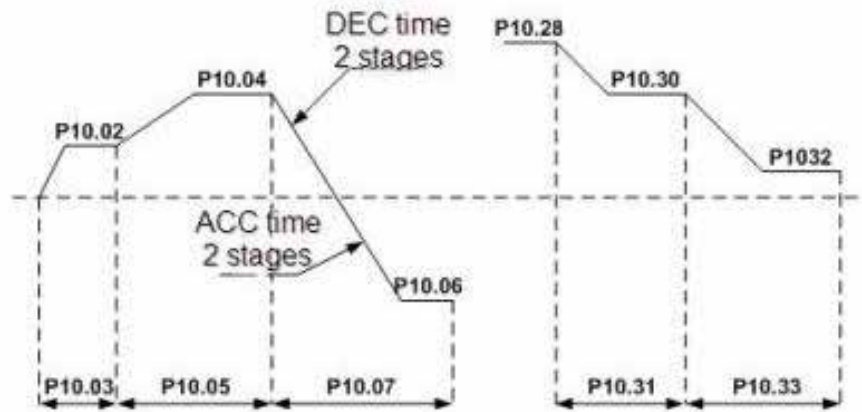 DEC time
2 stages
P10.28
P10.04
P10.30
P10.02
P1032
ACC time
2 stages
P10.06
P10.03
P10.05
P10.07
P10.31
P10.33